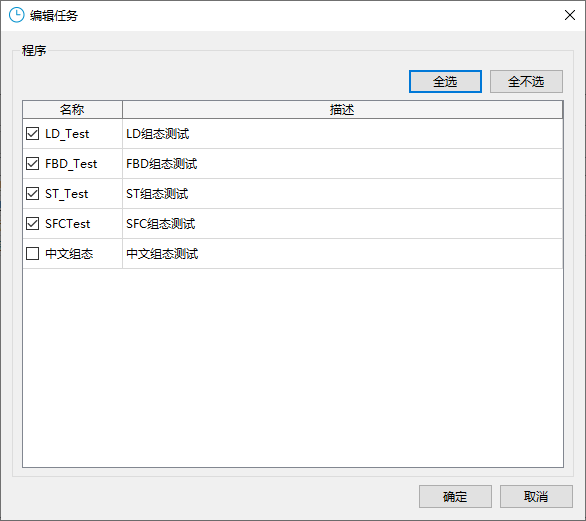 编辑任务
程序
全选 全不选
名称 描述
LD_Test LD组态测试
FBD_Test FBD组态测试
ST_Test ST组态测试
SFCTest SFC组态测试
中文组态 中文组态测试
确定 取消